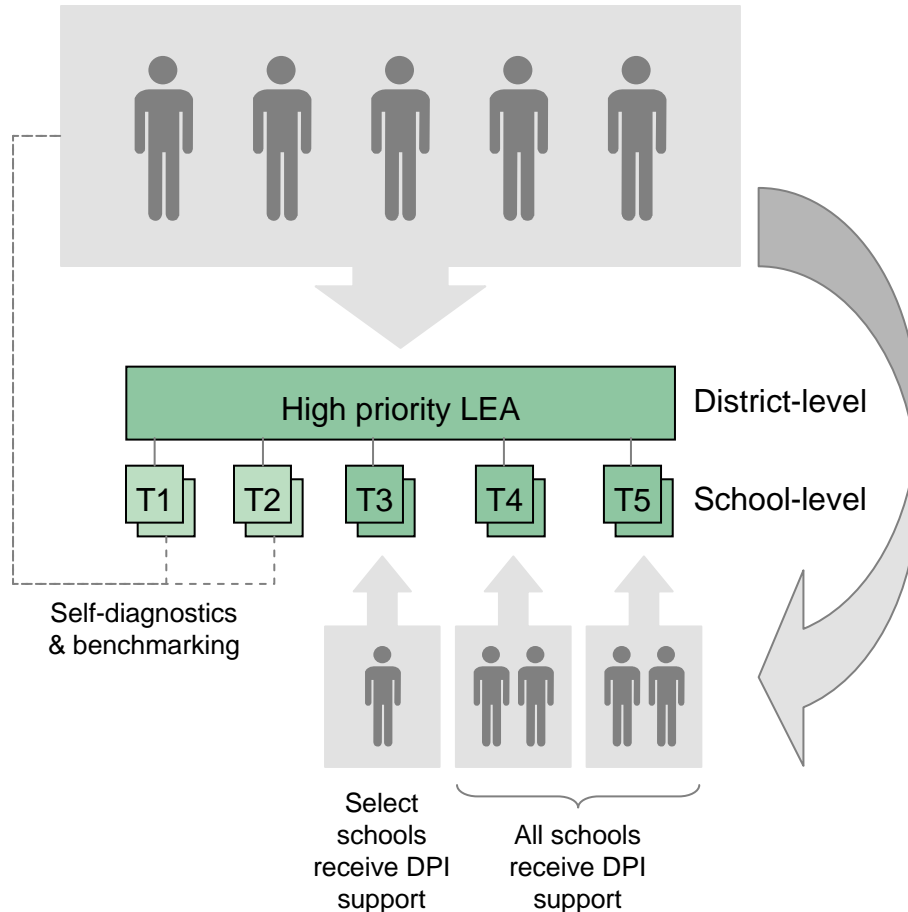 High priority LEA
District-level
T1
T2
T3
T4
T5
School-level
Self-diagnostics
& benchmarking
Select
schools
receive DPI
support
All schools
receive DPI
support